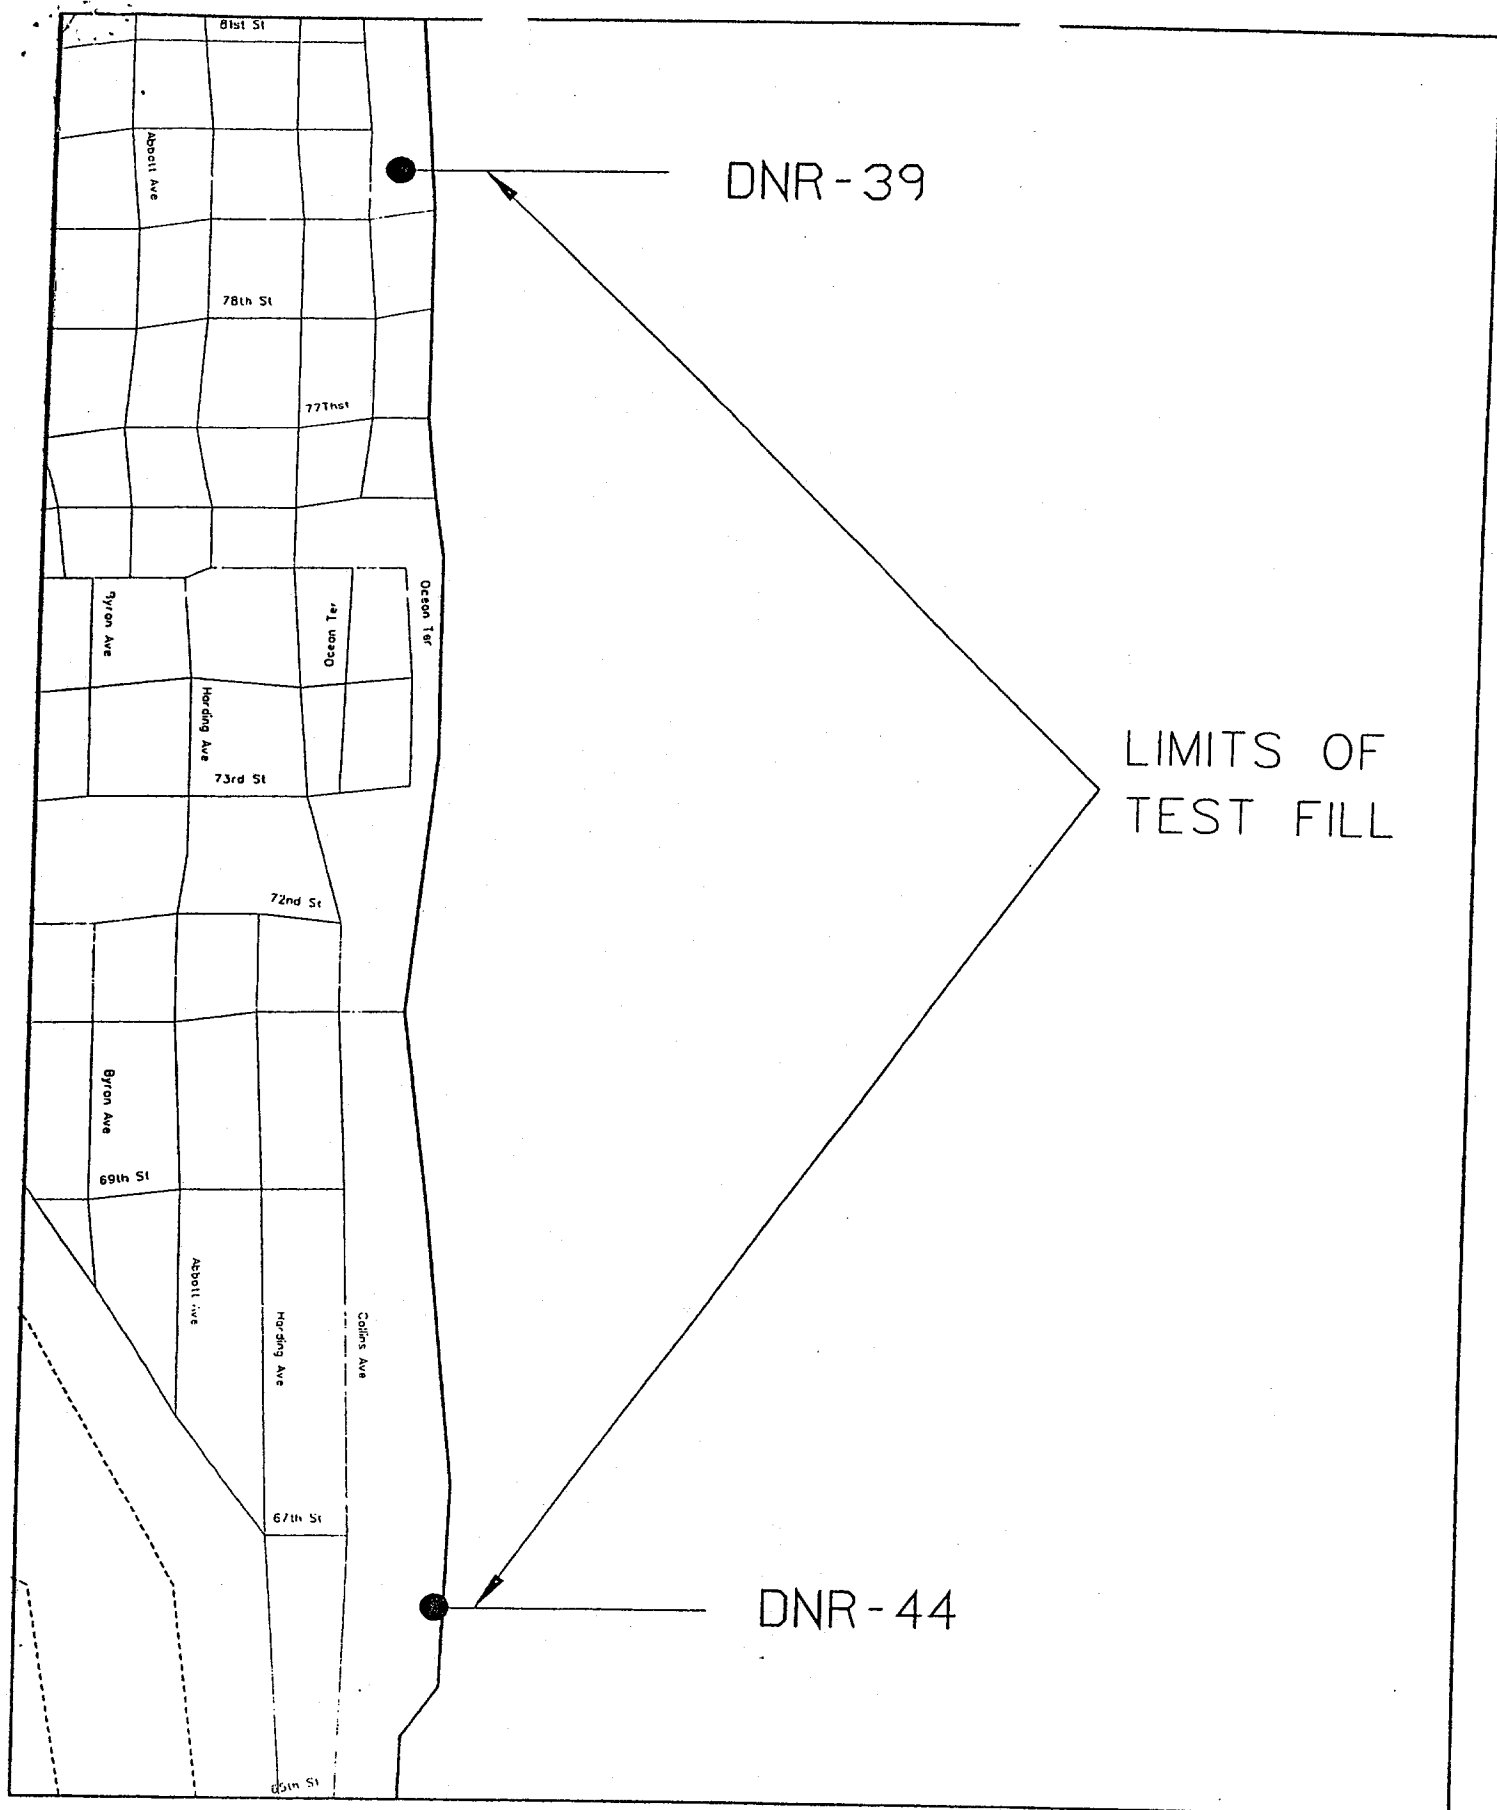 81st St
Abbott Ave
DNR-39
78th St
77Thst
Ocean Ter
Byron Ave
Ocean Ter
Harding Ave
LIMITS OF
TEST FILL
73rd St
72nd St
Byron Ave
69th St
Abbott Ave
Harding Ave
Collins Ave
67th St
DNR-44
65th St